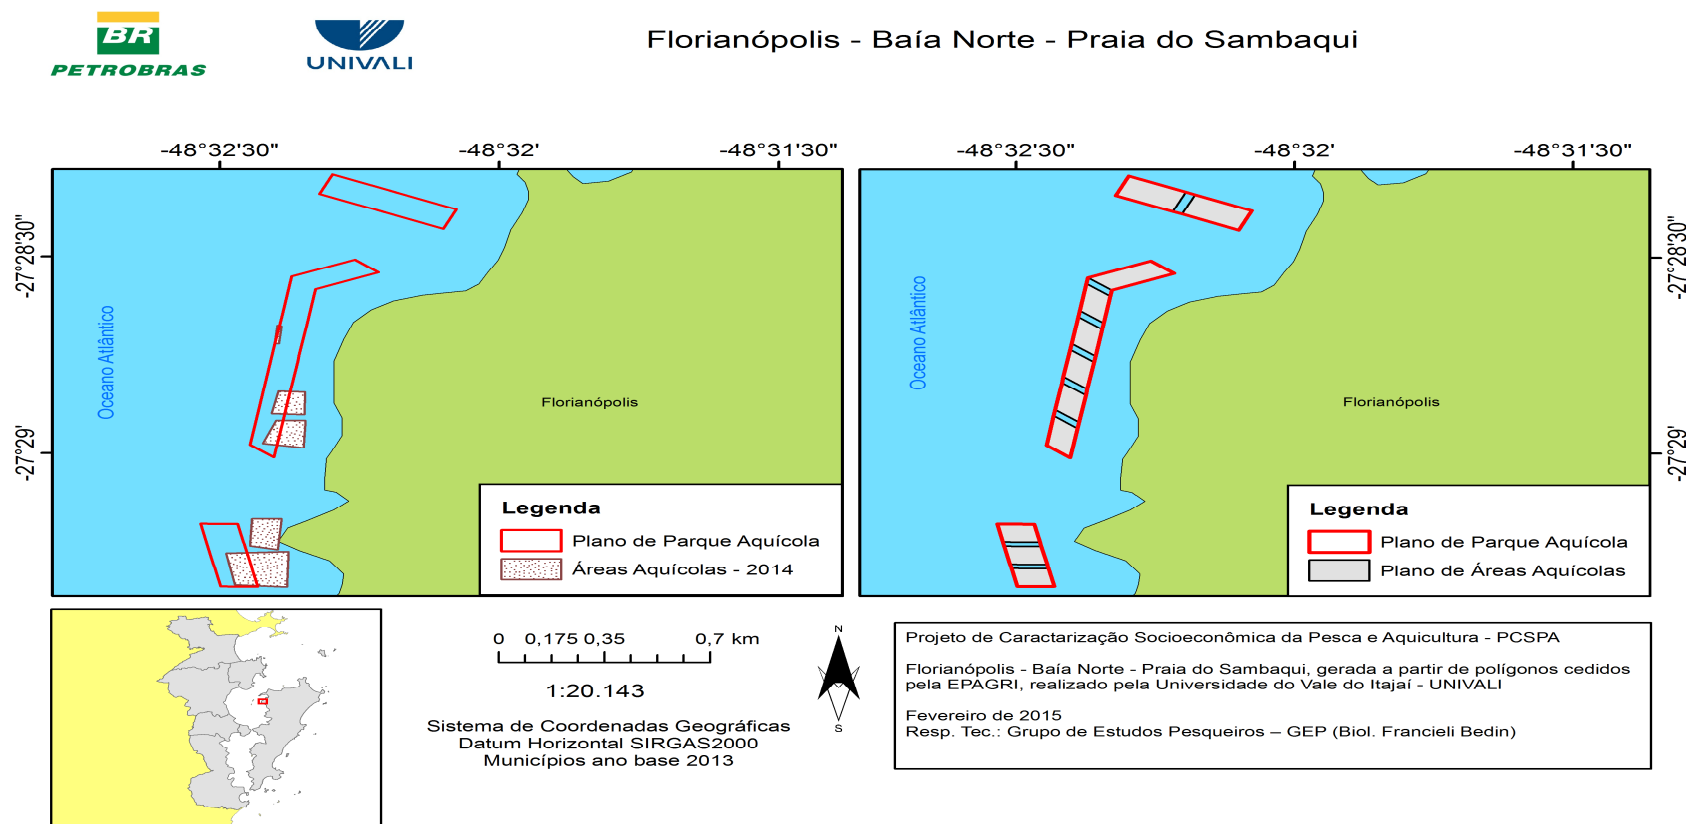 BR
PETROBRAS
UNIVALI
Florianópolis - Baía Norte - Praia do Sambaqui
-48°32'30"
-48°32'
-48°31'30"
-48°32'30"
-48°32'
-48°31'30"
-27°28'30"
-27°29'
Oceano Atlântico
Florianópolis
Legenda
Plano de Parque Aquícola
Áreas Aquícolas - 2014
Oceano Atlântico
Florianópolis
Legenda
Plano de Parque Aquícola
Plano de Áreas Aquícolas
-27°28'30"
-27°29'
0 0,175 0,35 0,7 km
1:20.143
Sistema de Coordenadas Geográficas
Datum Horizontal SIRGAS2000
Municípios ano base 2013
N
S
Projeto de Caractarização Socioeconômica da Pesca e Aquicultura - PCSPA
Florianópolis - Baía Norte - Praia do Sambaqui, gerada a partir de polígonos cedidos
pela EPAGRI, realizado pela Universidade do Vale do Itajaí - UNIVALI
Fevereiro de 2015
Resp. Tec.: Grupo de Estudos Pesqueiros – GEP (Biol. Francieli Bedin)